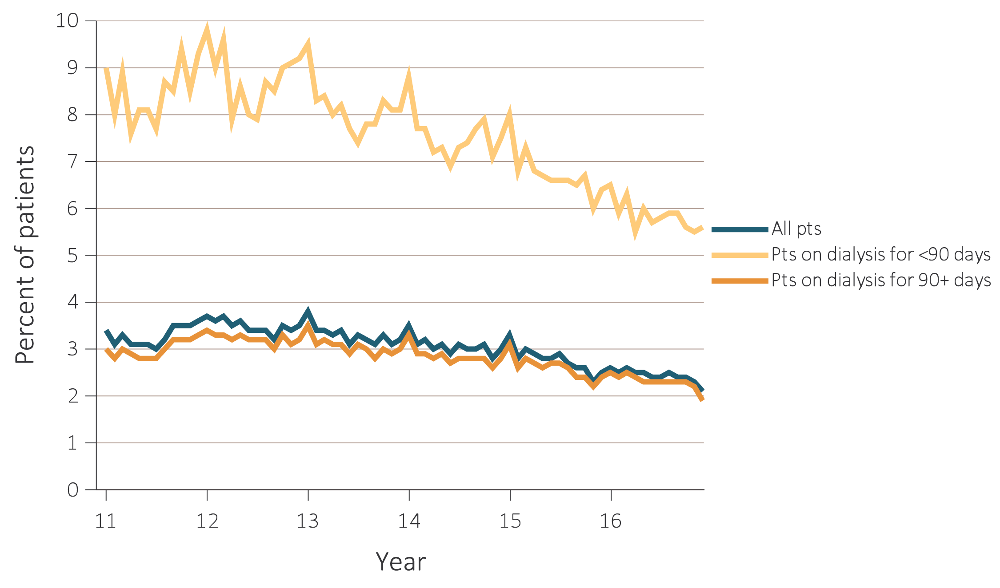 Percent of patients
10
9
8
7
6
5
4
3
2
1
0
11 12 13 14 15 16
Year
All pts
Pts on dialysis for <90 days
Pts on dialysis for 90+ days